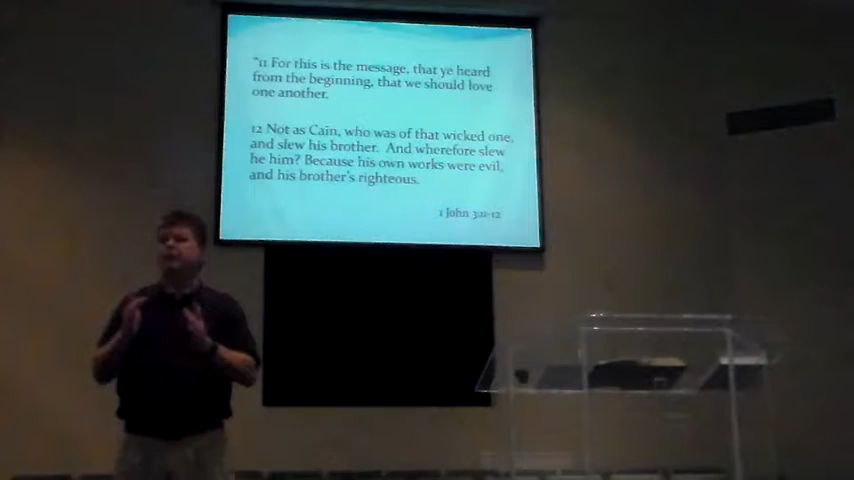 "11 For this is the message, that ye heard
from the beginning, that we should love
one another.
12 Not as Cain, who was of that wicked one,
and slew his brother. And wherefore slew
he him? Because his own works were evil,
and his brother's righteous.
1 John 3:11-12